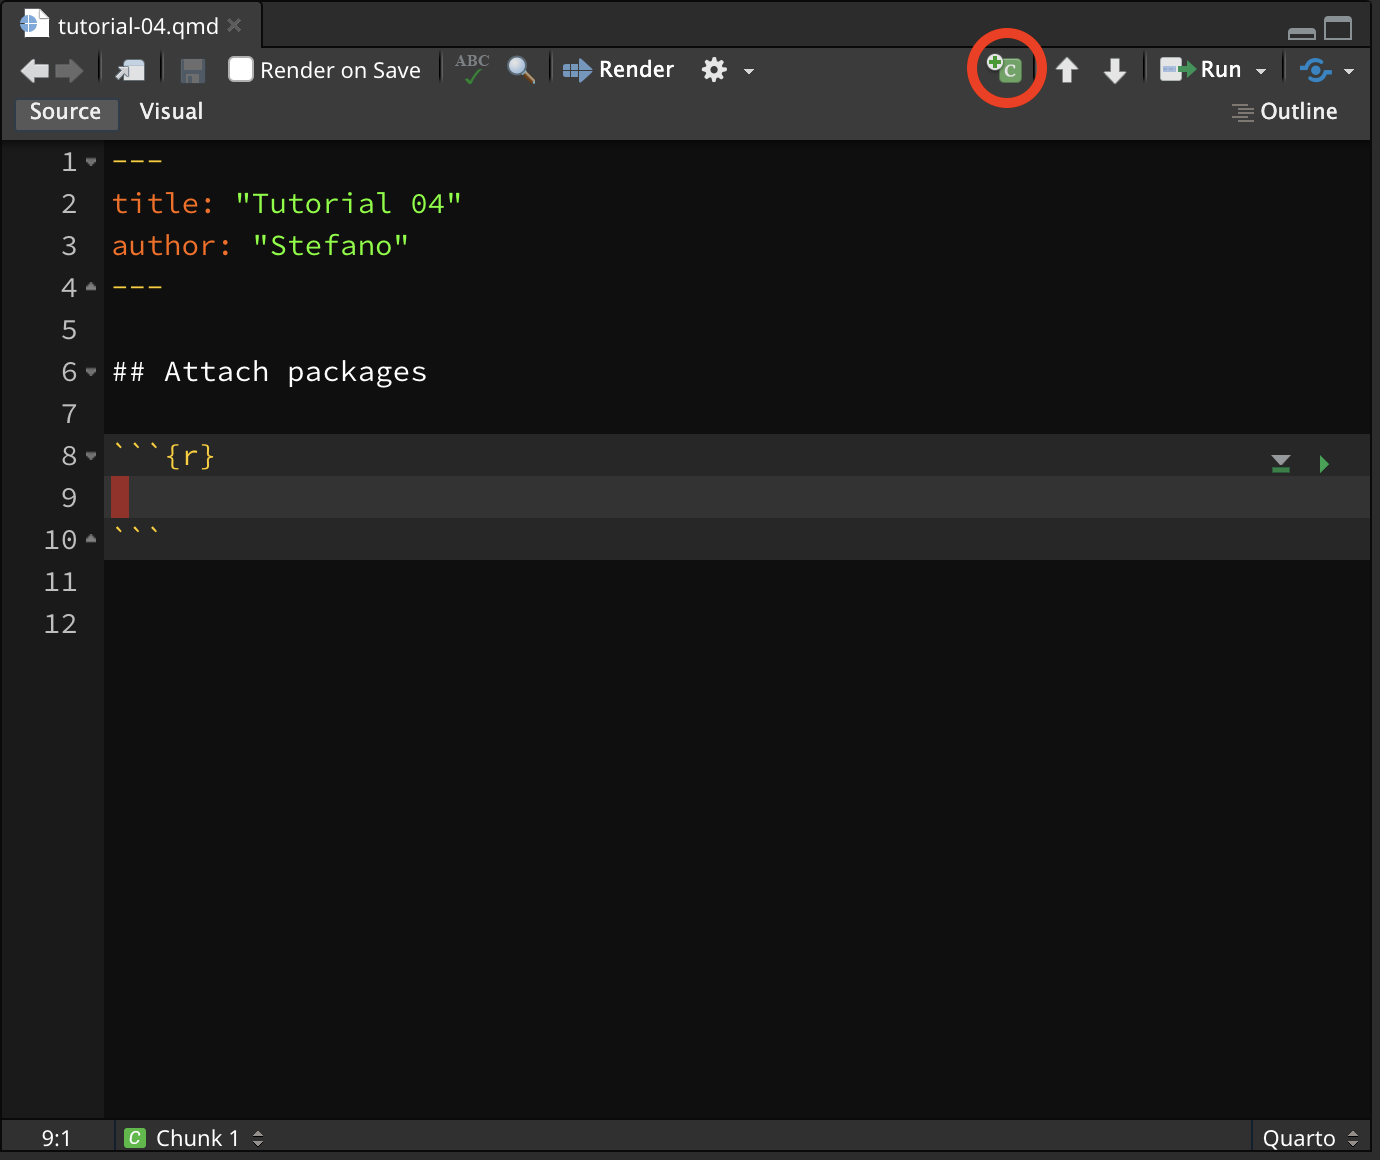 tutorial-04.qmd
Render on Save
ABC
Render
C
Run
Source
Visual
Outline
1
---
2
title: "Tutorial 04"
3
author: "Stefano"
4
---
5
6
## Attach packages
7
8
```{r}
9
10
```
11
12
9:1
C
Chunk 1
Quarto